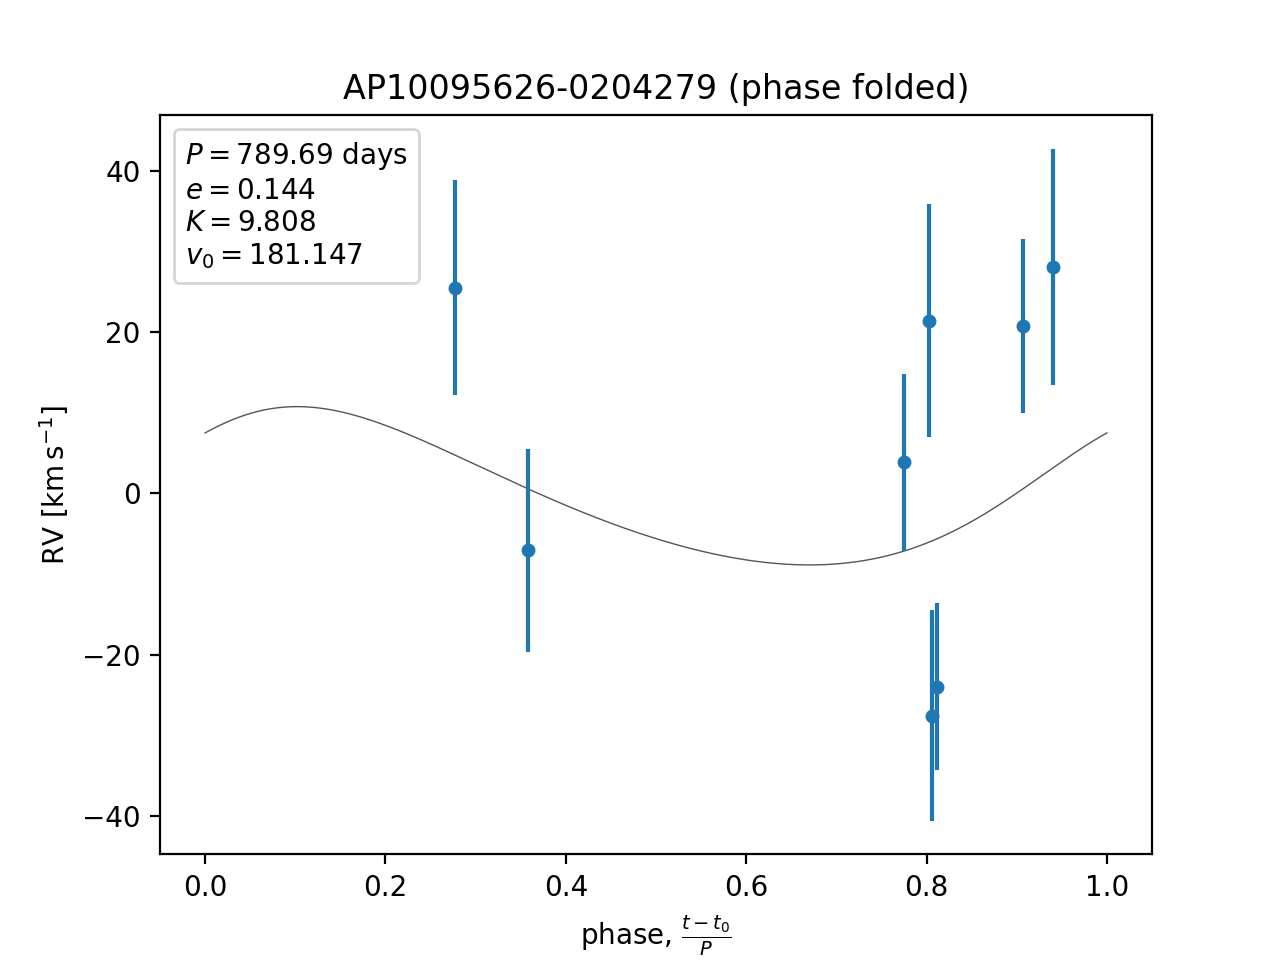 AP10095626-0204279 (phase folded)
P = 789.69 days
e = 0.144
K = 9.808
v₀ = 181.147
40
20
0
−20
−40
RV [km s⁻¹]
0.0 0.2 0.4 0.6 0.8 1.0
phase, (t − t₀)/P